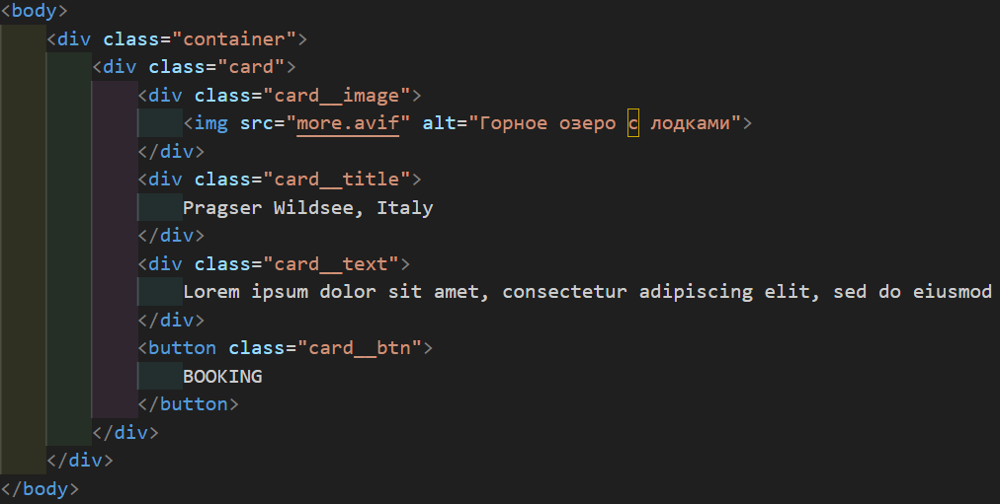 <body>
<div class="container">
<div class="card">
<div class="card__image">
<img src="more.avif" alt="Горное озеро с лодками">
</div>
<div class="card__title">
Pragser Wildsee, Italy
</div>
<div class="card__text">
Lorem ipsum dolor sit amet, consectetur adipiscing elit, sed do eiusmod
</div>
<button class="card__btn">
BOOKING
</button>
</div>
</div>
</body>